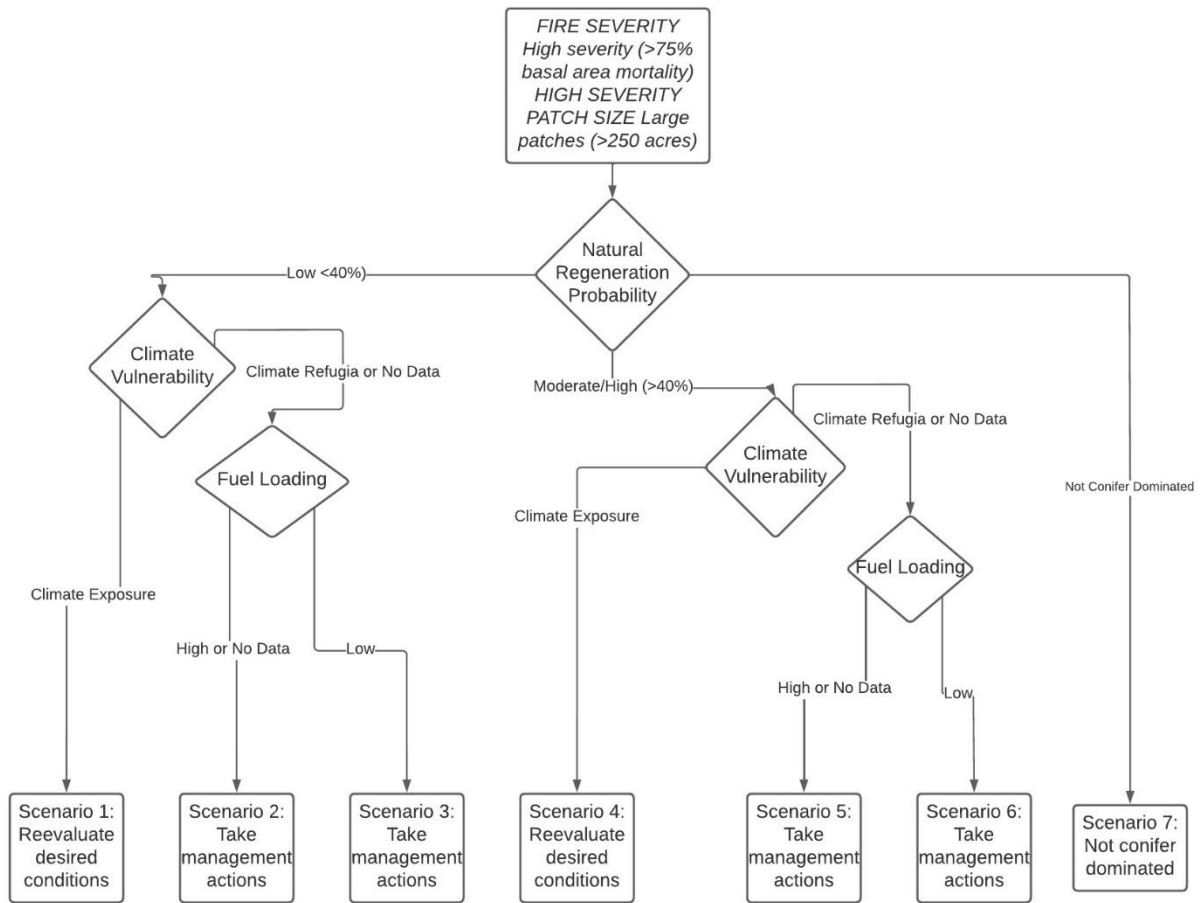 FIRE SEVERITY
High severity (>75%
basal area mortality)
HIGH SEVERITY
PATCH SIZE Large
patches (>250 acres)
Natural
Regeneration
Probability
Low <40%)
Climate
Vulnerability
Climate Refugia or No Data
Moderate/High (>40%)
Climate Refugia or No Data
Climate
Vulnerability
Fuel Loading
Not Conifer Dominated
Climate Exposure
Fuel Loading
Climate Exposure
High or No Data
Low
High or No Data
Low
Scenario 1:
Reevaluate
desired
conditions
Scenario 2:
Take
management
actions
Scenario 3:
Take
management
actions
Scenario 4:
Reevaluate
desired
conditions
Scenario 5:
Take
management
actions
Scenario 6:
Take
management
actions
Scenario 7:
Not conifer
dominated